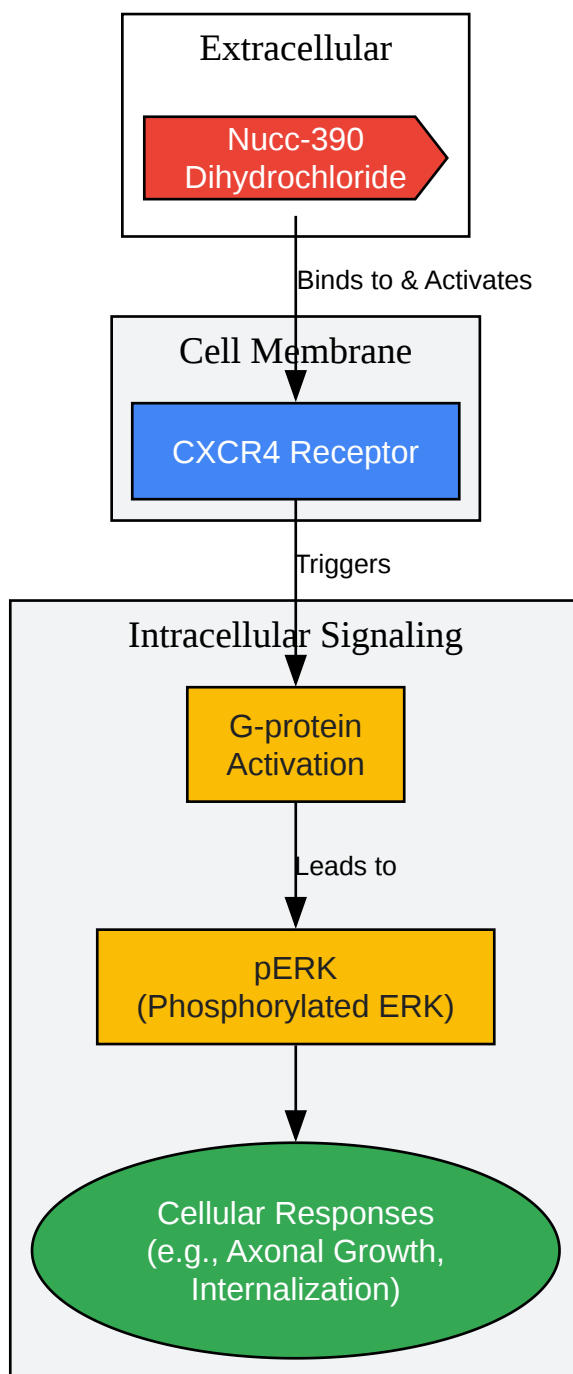 Extracellular
Nucc-390
Dihydrochloride
Binds to & Activates
Cell Membrane
CXCR4 Receptor
Triggers
Intracellular Signaling
G-protein
Activation
Leads to
pERK
(Phosphorylated ERK)
Cellular Responses
(e.g., Axonal Growth,
Internalization)